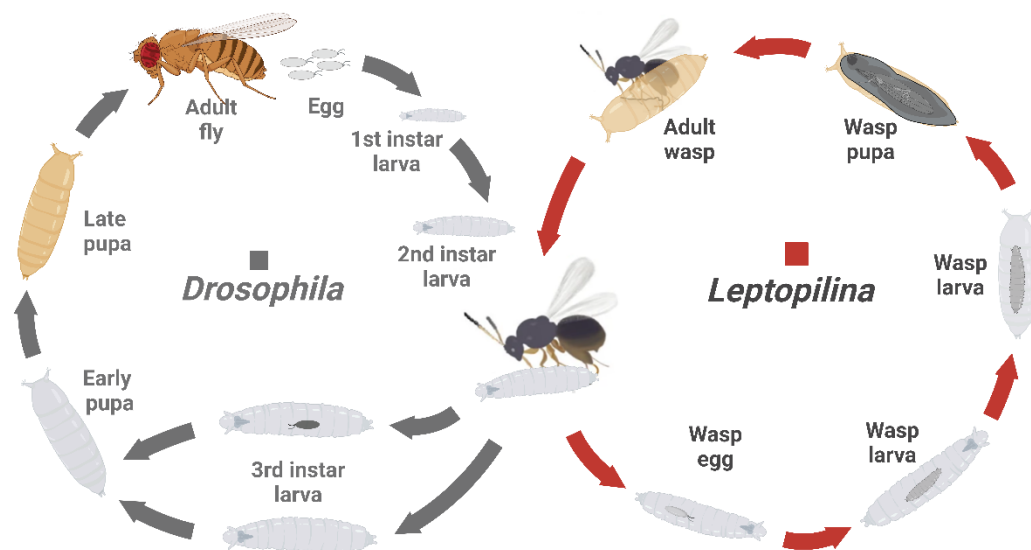 Adult
fly
Egg
1st instar
larva
2nd instar
larva
Late
pupa
Drosophila
Early
pupa
3rd instar
larva
Adult
wasp
Wasp
pupa
Wasp
larva
Leptopilina
Wasp
larva
Wasp
egg